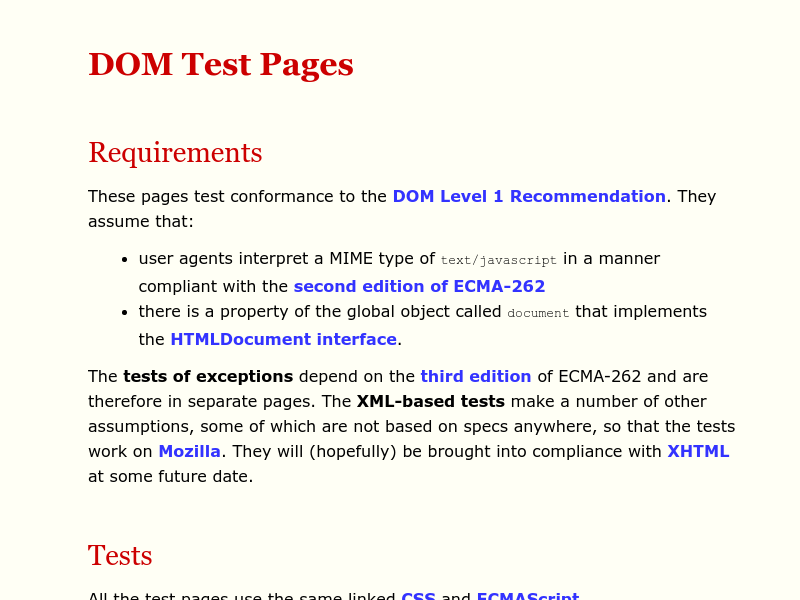 DOM Test Pages
Requirements
These pages test conformance to the DOM Level 1 Recommendation. They
assume that:
• user agents interpret a MIME type of text/javascript in a manner
compliant with the second edition of ECMA-262
• there is a property of the global object called document that implements
the HTMLDocument interface.
The tests of exceptions depend on the third edition of ECMA-262 and are
therefore in separate pages. The XML-based tests make a number of other
assumptions, some of which are not based on specs anywhere, so that the tests
work on Mozilla. They will (hopefully) be brought into compliance with XHTML
at some future date.
Tests
All the test pages use the same linked CSS and ECMAScript.